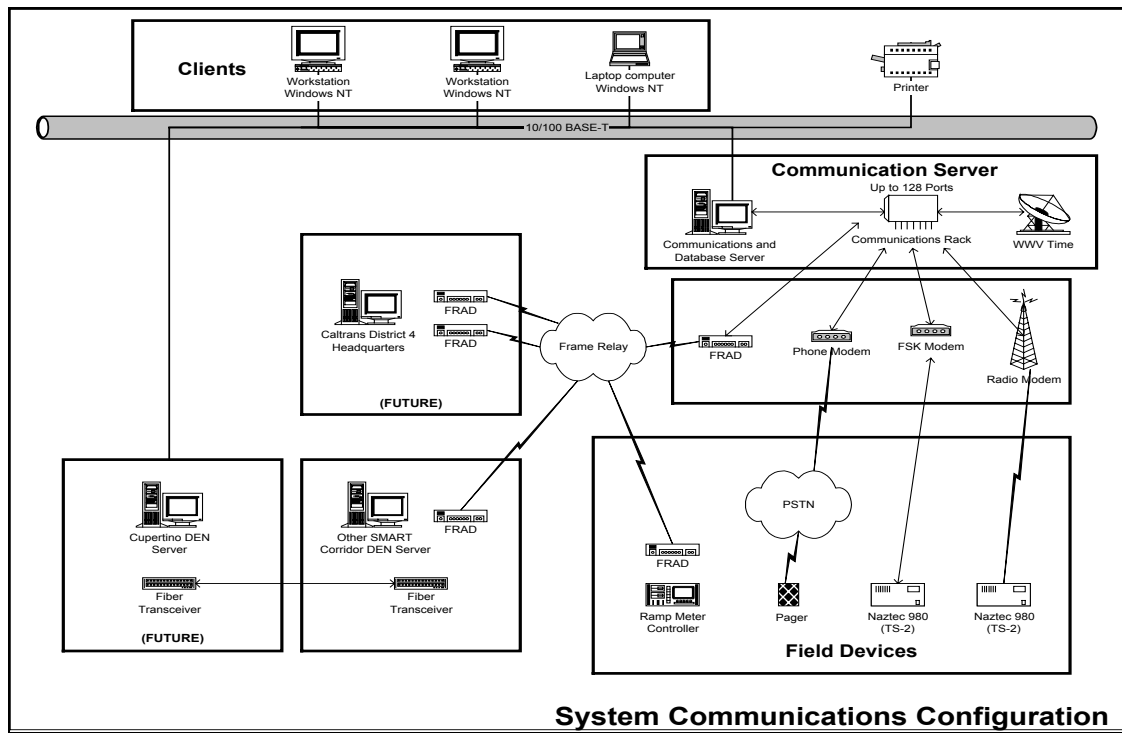 Clients
Workstation
Windows NT
Workstation
Windows NT
Laptop computer
Windows NT
Printer
10/100 BASE-T
Communication Server
Up to 128 Ports
Communications and
Database Server
Communications Rack
WWV Time
Caltrans District 4
Headquarters
FRAD
FRAD
(FUTURE)
Frame Relay
FRAD
Phone Modem
FSK Modem
Radio Modem
Cupertino DEN
Server
Fiber
Transceiver
(FUTURE)
Other SMART
Corridor DEN Server
FRAD
Fiber
Transceiver
PSTN
FRAD
Ramp Meter
Controller
Pager
Naztec 980
(TS-2)
Naztec 980
(TS-2)
Field Devices
System Communications Configuration